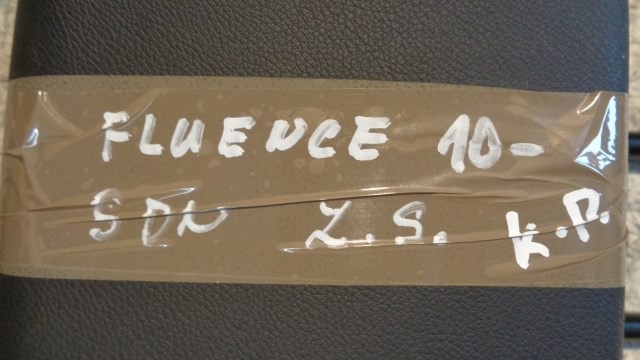 FLUENCE 10-
SDN Z.S. K.P.